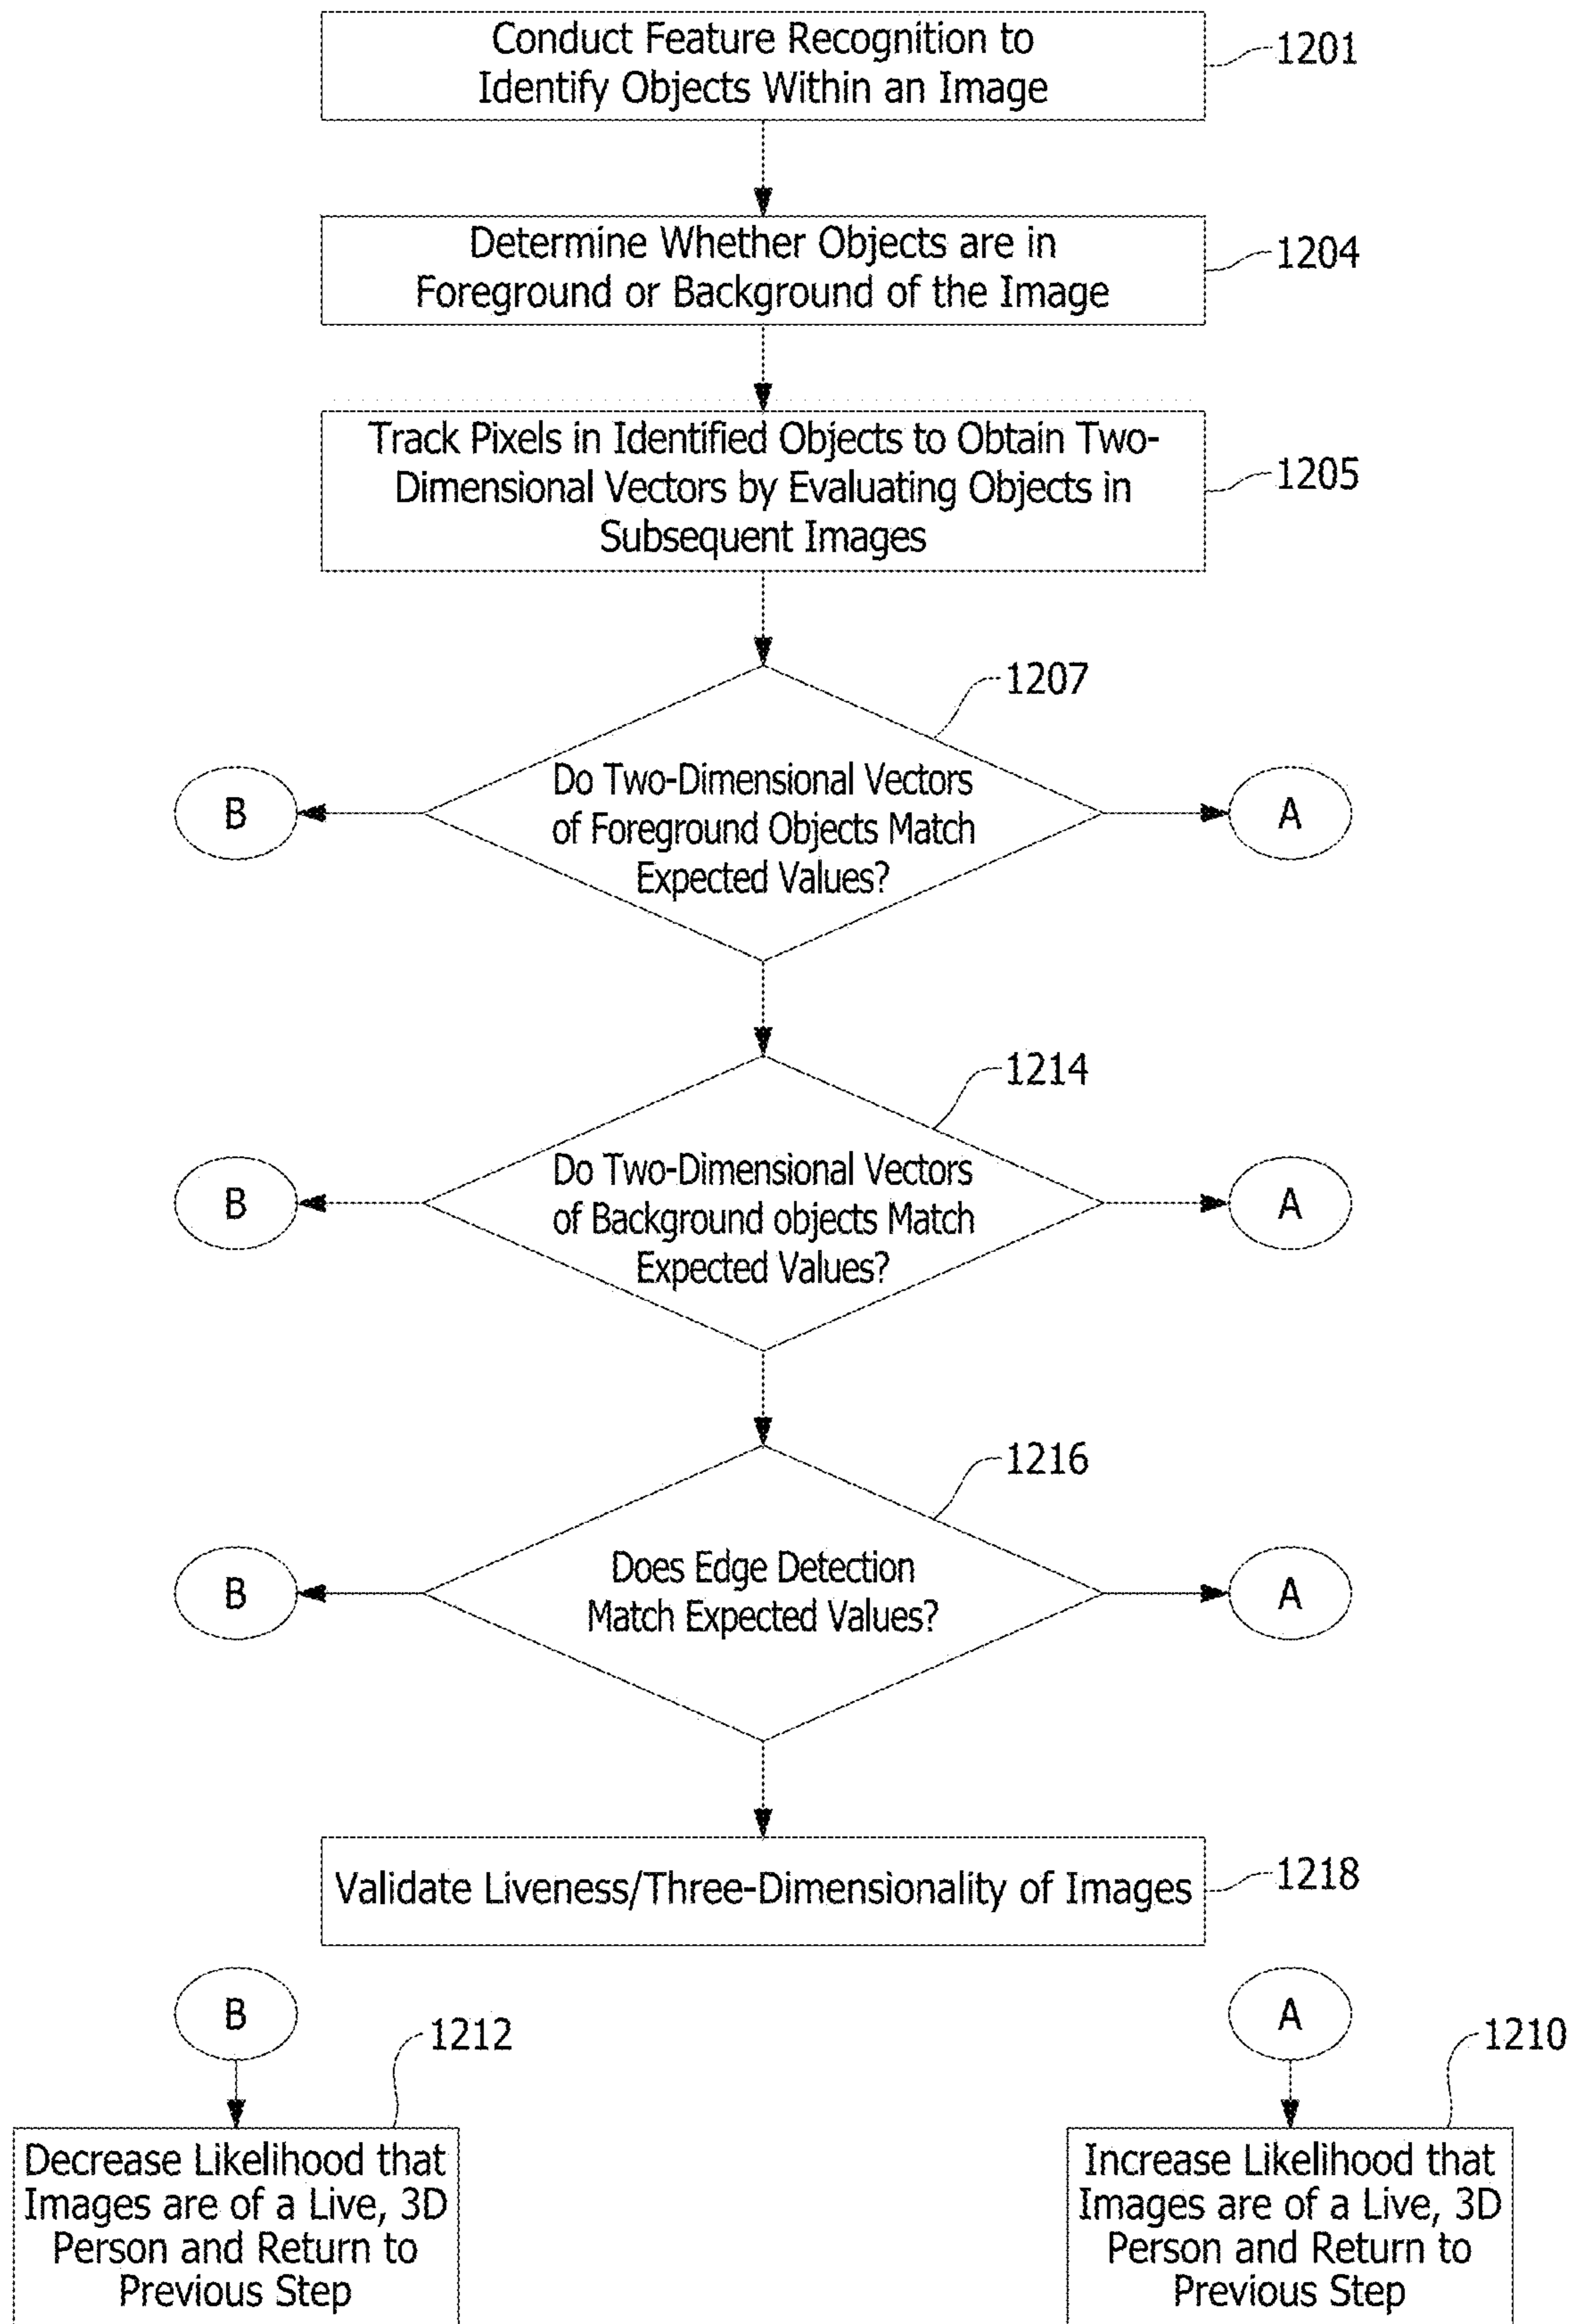 Conduct Feature Recognition to
Identify Objects Within an Image
1201
Determine Whether Objects are in
Foreground or Background of the Image
1204
Track Pixels in Identified Objects to Obtain Two-
Dimensional Vectors by Evaluating Objects in
Subsequent Images
1205
1207
Do Two-Dimensional Vectors
of Foreground Objects Match
Expected Values?
B
A
1214
Do Two-Dimensional Vectors
of Background objects Match
Expected Values?
B
A
1216
Does Edge Detection
Match Expected Values?
B
A
Validate Liveness/Three-Dimensionality of Images
1218
B
1212
Decrease Likelihood that
Images are of a Live, 3D
Person and Return to
Previous Step
A
1210
Increase Likelihood that
Images are of a Live, 3D
Person and Return to
Previous Step